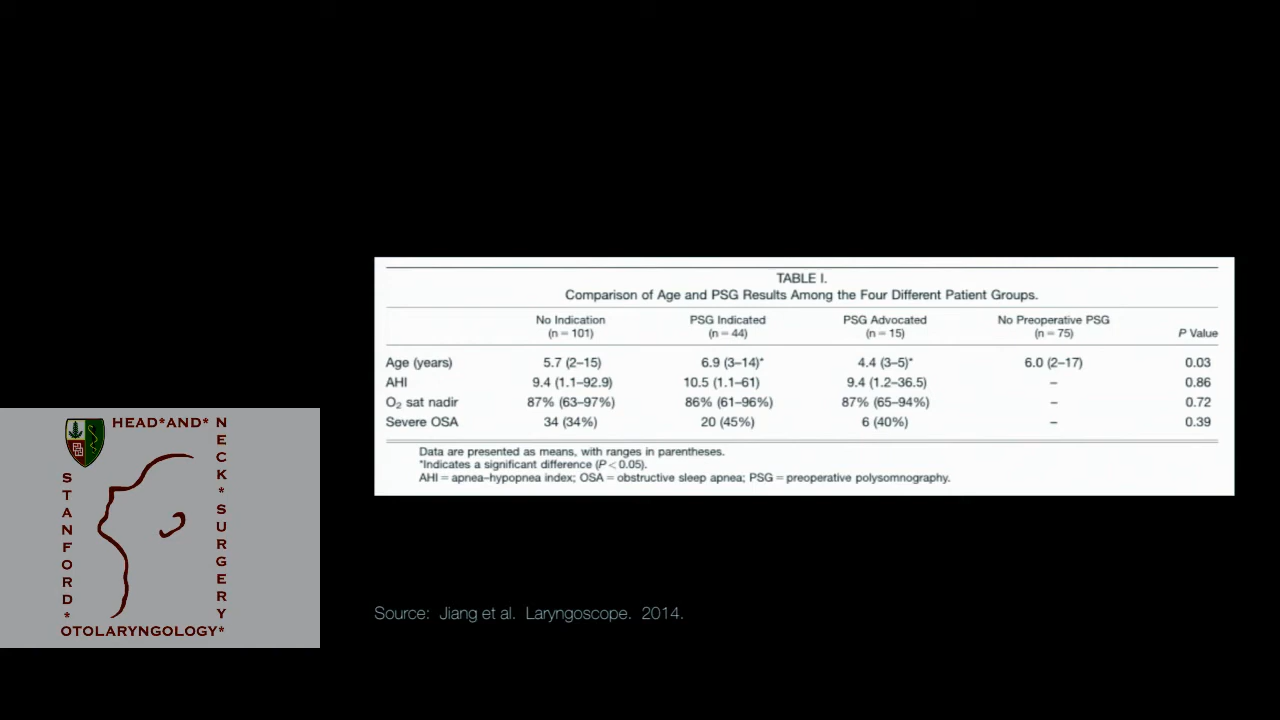 TABLE I.
Comparison of Age and PSG Results Among the Four Different Patient Groups.
No Indication (n = 101) PSG Indicated (n = 44) PSG Advocated (n = 15) No Preoperative PSG (n = 75) P Value
Age (years) 5.7 (2–15) 6.9 (3–14)* 4.4 (3–5)* 6.0 (2–17) 0.03
AHI 9.4 (1.1–92.9) 10.5 (1.1–61) 9.4 (1.2–36.5) – 0.86
O2 sat nadir 87% (63–97%) 86% (61–96%) 87% (65–94%) – 0.72
Severe OSA 34 (34%) 20 (45%) 6 (40%) – 0.39
Data are presented as means, with ranges in parentheses.
*Indicates a significant difference (P < 0.05).
AHI = apnea–hypopnea index; OSA = obstructive sleep apnea; PSG = preoperative polysomnography.
STANFORD*
OTOLARYNGOLOGY*
HEAD*AND*
NECK*SURGERY
Source: Jiang et al. Laryngoscope. 2014.